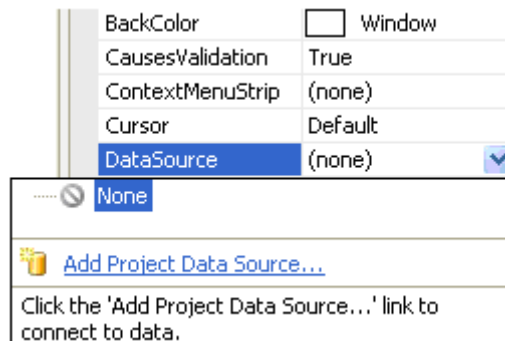 BackColor Window
CausesValidation True
ContextMenuStrip (none)
Cursor Default
DataSource (none)
None
Add Project Data Source...
Click the 'Add Project Data Source...' link to
connect to data.